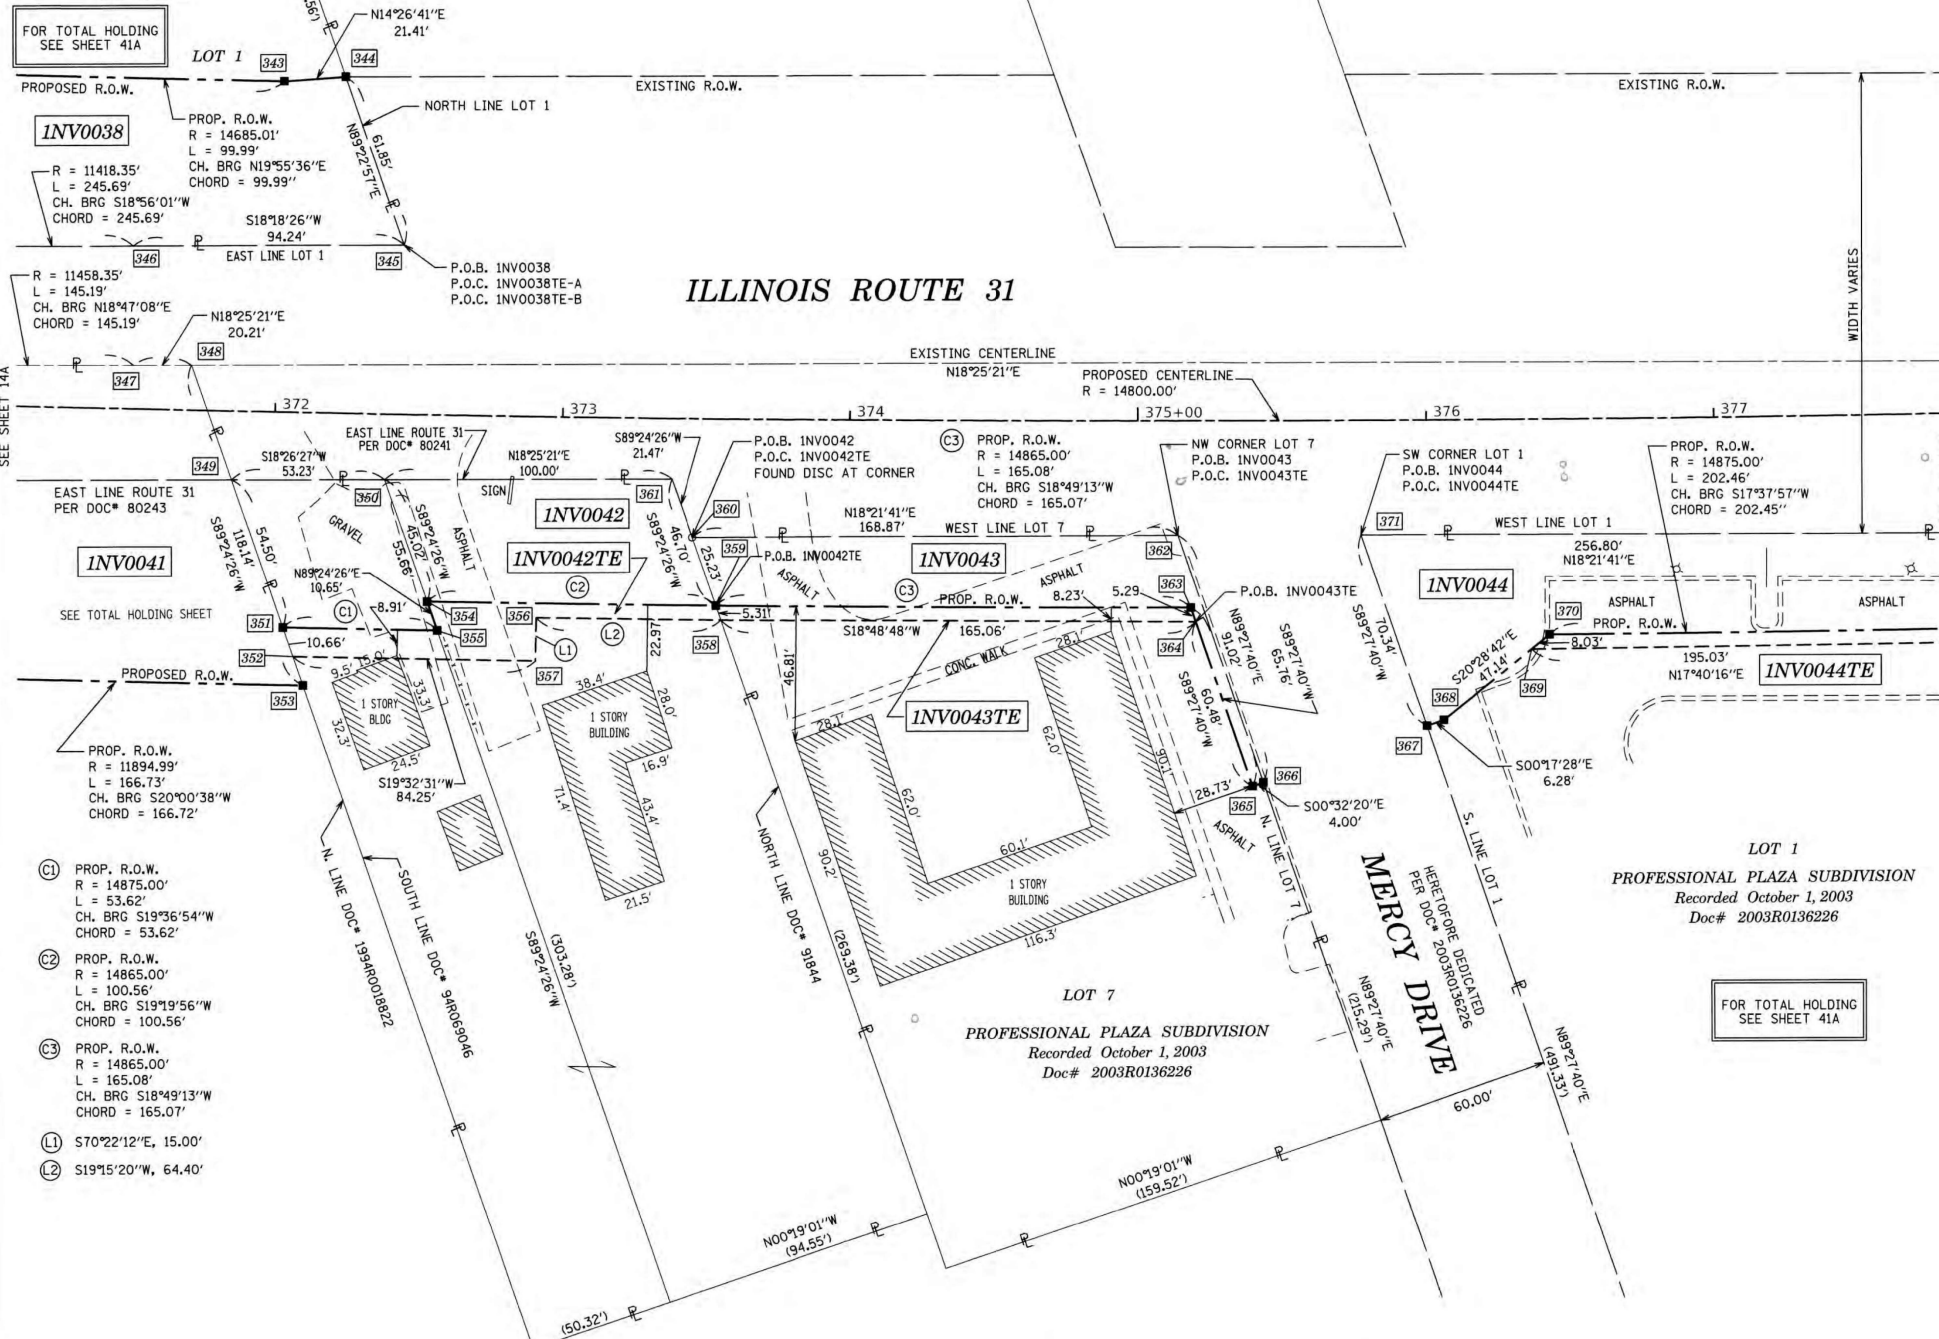 FOR TOTAL HOLDING
SEE SHEET 41A
LOT 1
343
344
N14°26'41"E
21.41'
PROPOSED R.O.W.
EXISTING R.O.W.
EXISTING R.O.W.
NORTH LINE LOT 1
1NV0038
PROP. R.O.W.
R = 14685.01'
L = 99.99'
CH. BRG N19°55'36"E
CHORD = 99.99"
61.85'
N89°22'57"E
R = 11418.35'
L = 245.69'
CH. BRG S18°56'01"W
CHORD = 245.69'
S18°18'26"W
94.24'
EAST LINE LOT 1
346
345
P.O.B. 1NV0038
P.O.C. 1NV0038TE-A
P.O.C. 1NV0038TE-B
R = 11458.35'
L = 145.19'
CH. BRG N18°47'08"E
CHORD = 145.19'
N18°25'21"E
20.21'
ILLINOIS ROUTE 31
WIDTH VARIES
348
347
SEE SHEET 14A
EXISTING CENTERLINE
N18°25'21"E
PROPOSED CENTERLINE
R = 14800.00'
372
373
374
375+00
376
377
349
S18°26'27"W
53.23'
EAST LINE ROUTE 31
PER DOC# 80241
350
N18°25'21"E
100.00'
SIGN
S89°24'26"W
21.47'
361
P.O.B. 1NV0042
P.O.C. 1NV0042TE
FOUND DISC AT CORNER
C3 PROP. R.O.W.
R = 14865.00'
L = 165.08'
CH. BRG S18°49'13"W
CHORD = 165.07'
NW CORNER LOT 7
P.O.B. 1NV0043
P.O.C. 1NV0043TE
SW CORNER LOT 1
P.O.B. 1NV0044
P.O.C. 1NV0044TE
PROP. R.O.W.
R = 14875.00'
L = 202.46'
CH. BRG S17°37'57"W
CHORD = 202.45"
EAST LINE ROUTE 31
PER DOC# 80243
GRAVEL
ASPHALT
1NV0042
360
N18°21'41"E
168.87'
WEST LINE LOT 7
362
371
WEST LINE LOT 1
256.80'
N18°21'41"E
1NV0041
54.50'
118.14'
S89°24'26"W
S89°24'26"W
45.02'
55.66'
1NV0042TE
46.70'
S89°24'26"W
25.23'
359
P.O.B. 1NV0042TE
1NV0043
ASPHALT
ASPHALT
1NV0044
N89°24'26"E
10.65'
SEE TOTAL HOLDING SHEET
C1
C2
C3
8.91'
354
355
356
L1
L2
357
358
5.31'
PROP. R.O.W.
S18°48'48"W
165.06'
8.23'
5.29
363
364
P.O.B. 1NV0043TE
ASPHALT
ASPHALT
370
PROP. R.O.W.
8.03'
351
10.66'
352
PROPOSED R.O.W.
353
9.5'
15.0'
33.3'
1 STORY
BLDG
32.3'
24.5'
22.97
46.81'
28.1'
CONC. WALK
N89°27'40"E
91.02'
S89°27'40"W
65.76'
60.48'
S89°27'40"W
S89°27'40"W
70.34'
S20°28'42"E
47.14'
195.03'
N17°40'16"E
1NV0044TE
369
368
367
38.4'
28.0'
1 STORY
BUILDING
16.9'
43.4'
71.4'
21.5'
28.1'
1NV0043TE
62.0'
62.0'
90.1'
28.73'
365
366
S00°32'20"E
4.00'
S00°17'28"E
6.28'
PROP. R.O.W.
R = 11894.99'
L = 166.73'
CH. BRG S20°00'38"W
CHORD = 166.72'
S19°32'31"W
84.25'
N. LINE DOC# 1994R0018822
SOUTH LINE DOC# 94R069046
(303.28')
S89°24'26"W
NORTH LINE DOC# 91844
(269.38')
90.2'
60.1'
1 STORY
BUILDING
116.3'
ASPHALT
N. LINE LOT 7
MERCY DRIVE
HERETOFORE DEDICATED
PER DOC# 2003R0136226
S. LINE LOT 1
LOT 1
PROFESSIONAL PLAZA SUBDIVISION
Recorded October 1, 2003
Doc# 2003R0136226
FOR TOTAL HOLDING
SEE SHEET 41A
C1 PROP. R.O.W.
R = 14875.00'
L = 53.62'
CH. BRG S19°36'54"W
CHORD = 53.62'
C2 PROP. R.O.W.
R = 14865.00'
L = 100.56'
CH. BRG S19°19'56"W
CHORD = 100.56'
C3 PROP. R.O.W.
R = 14865.00'
L = 165.08'
CH. BRG S18°49'13"W
CHORD = 165.07'
L1 S70°22'12"E, 15.00'
L2 S19°15'20"W, 64.40'
LOT 7
PROFESSIONAL PLAZA SUBDIVISION
Recorded October 1, 2003
Doc# 2003R0136226
N89°27'40"E
(215.29')
N89°27'40"E
(491.33')
60.00'
N00°19'01"W
(159.52')
N00°19'01"W
(94.55')
(50.32')